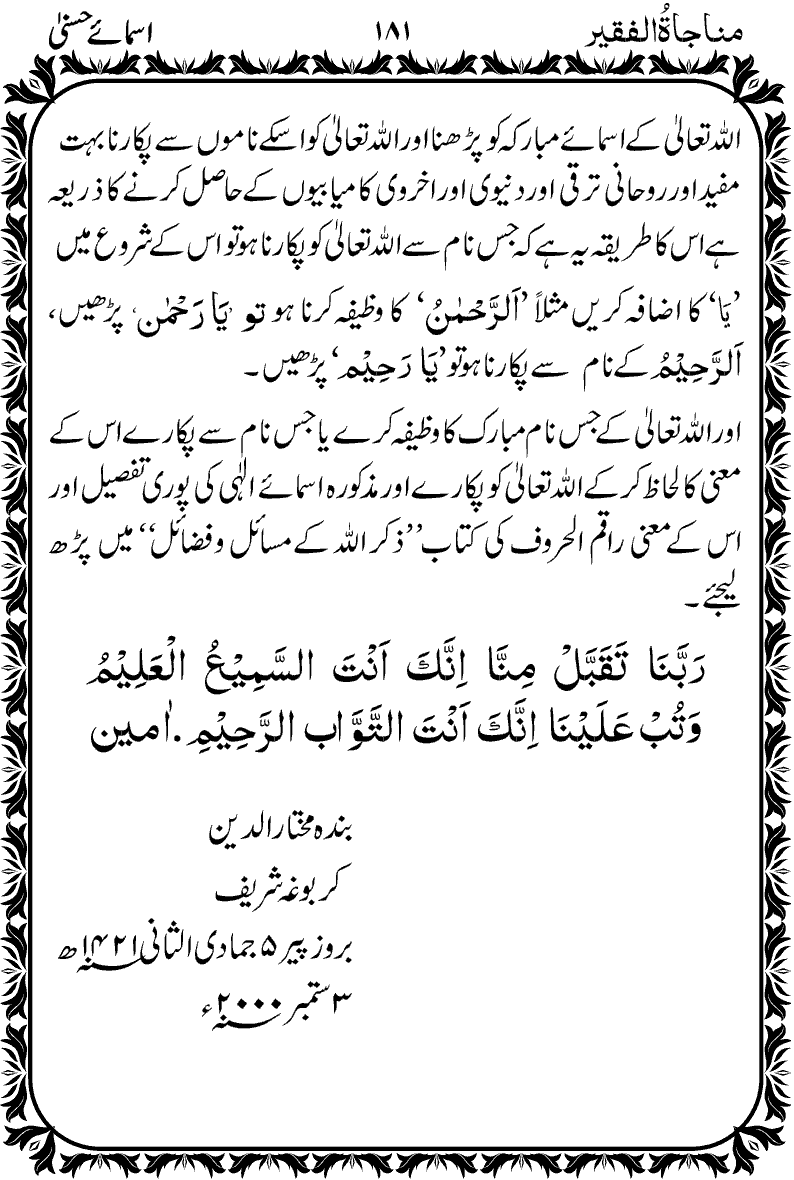 مناجاۃُالفقیر ۱۸۱ اسمائے حسنیٰ
اللہ تعالیٰ کے اسمائے مبارکہ کو پڑھنا اور اللہ تعالیٰ کو اسکے ناموں سے پکارنا بہت
مفید اور روحانی ترقی اور دنیوی اور اخروی کامیابیوں کے حاصل کرنے کا ذریعہ
ہے اس کا طریقہ یہ ہے کہ جس نام سے اللہ تعالیٰ کو پکارنا ہو تو اس کے شروع میں
’یَا‘ کا اضافہ کریں مثلاً ’اَلرَّحْمٰنُ‘ کا وظیفہ کرنا ہو تو ’یَا رَحْمٰن‘ پڑھیں،
اَلرَّحِیْمُ کے نام سے پکارنا ہو تو ’یَا رَحِیْم‘ پڑھیں۔
اور اللہ تعالیٰ کے جس نام مبارک کا وظیفہ کرے یا جس نام سے پکارے اس کے
معنی کا لحاظ کر کے اللہ تعالیٰ کو پکارے اور مذکورہ اسمائے الٰہی کی پوری تفصیل اور
اس کے معنی راقم الحروف کی کتاب ’’ذکر اللہ کے مسائل و فضائل‘‘ میں پڑھ
لیجئے۔
رَبَّنَا تَقَبَّلْ مِنَّا اِنَّكَ اَنْتَ السَّمِیْعُ الْعَلِیْمُ
وَتُبْ عَلَیْنَا اِنَّكَ اَنْتَ التَّوَّابُ الرَّحِیْمِ . اٰمین
بندہ مختار الدین
کربوغہ شریف
بروز پیر ۵ جمادی الثانی ۱۴۲۱ھ
۳ ستمبر ۲۰۰۰ء